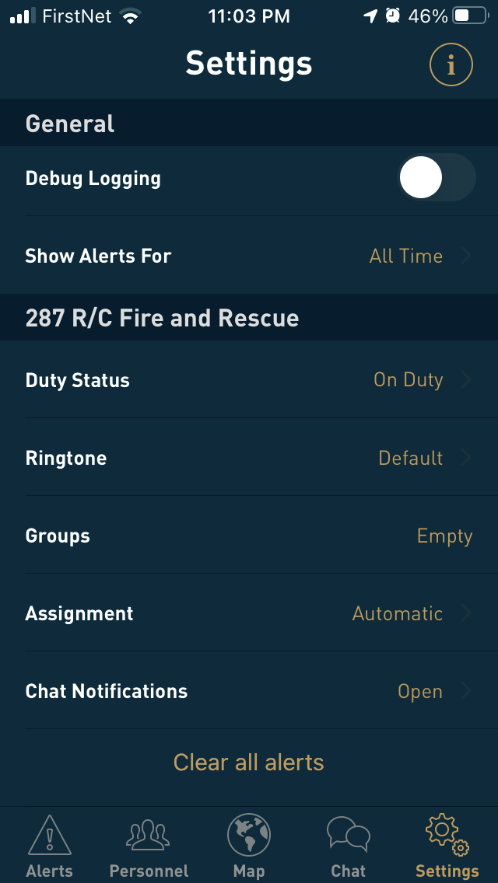 FirstNet 11:03 PM 46%
Settings
i
General
Debug Logging
Show Alerts For All Time
287 R/C Fire and Rescue
Duty Status On Duty
Ringtone Default
Groups Empty
Assignment Automatic
Chat Notifications Open
Clear all alerts
Alerts Personnel Map Chat Settings